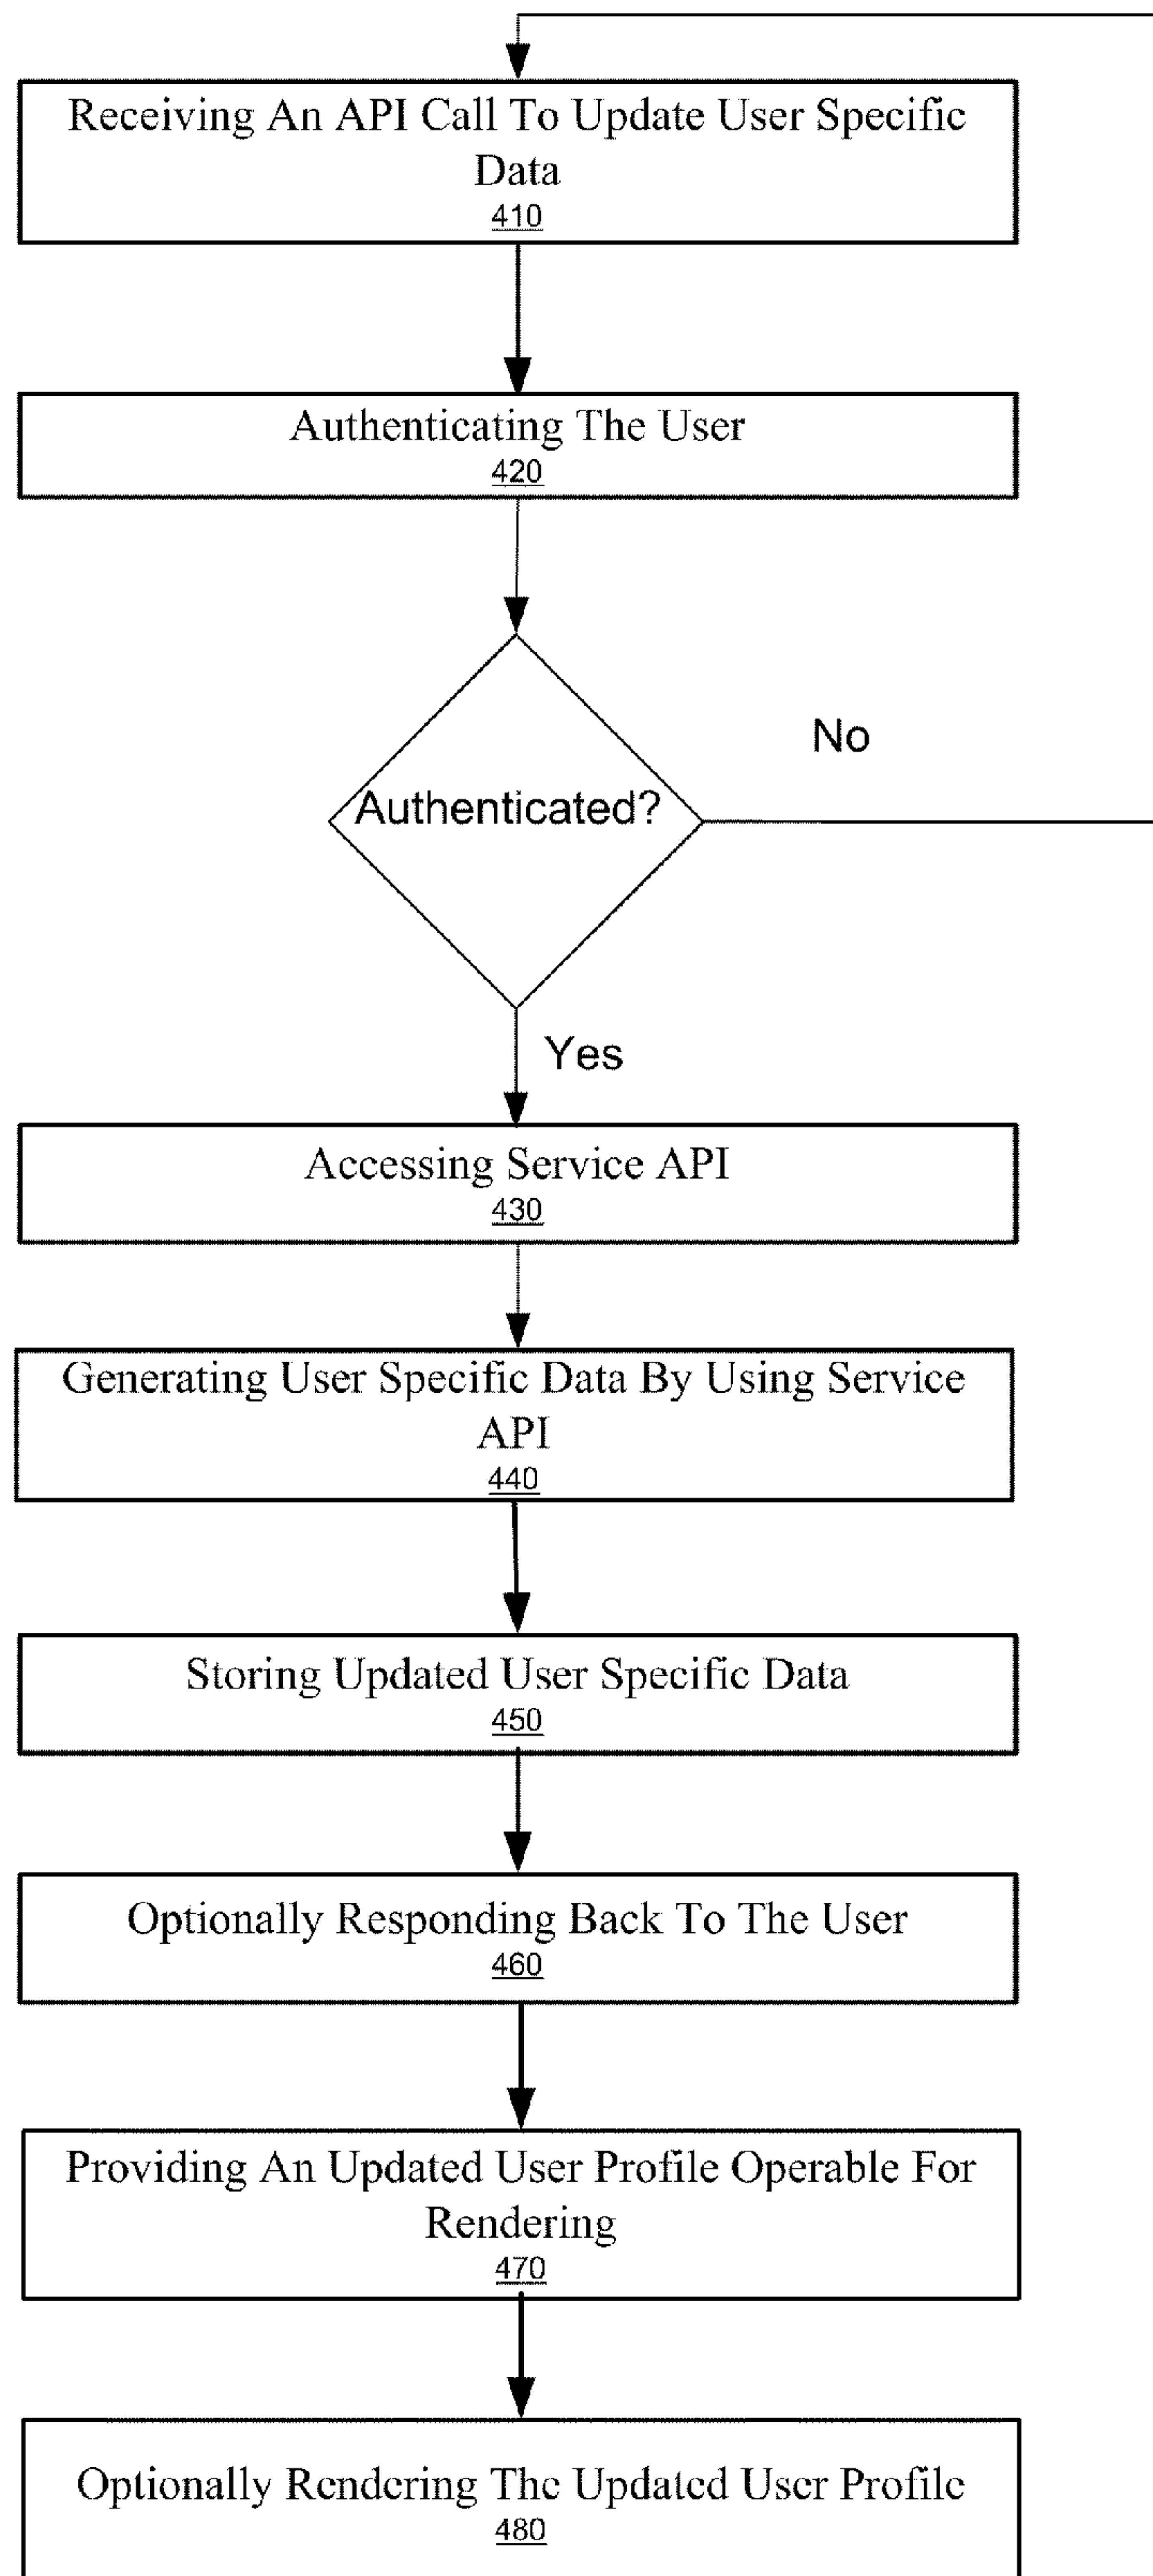 Receiving An API Call To Update User Specific
Data
410
Authenticating The User
420
Authenticated?
No
Yes
Accessing Service API
430
Generating User Specific Data By Using Service
API
440
Storing Updated User Specific Data
450
Optionally Responding Back To The User
460
Providing An Updated User Profile Operable For
Rendering
470
Optionally Rendering The Updated User Profile
480